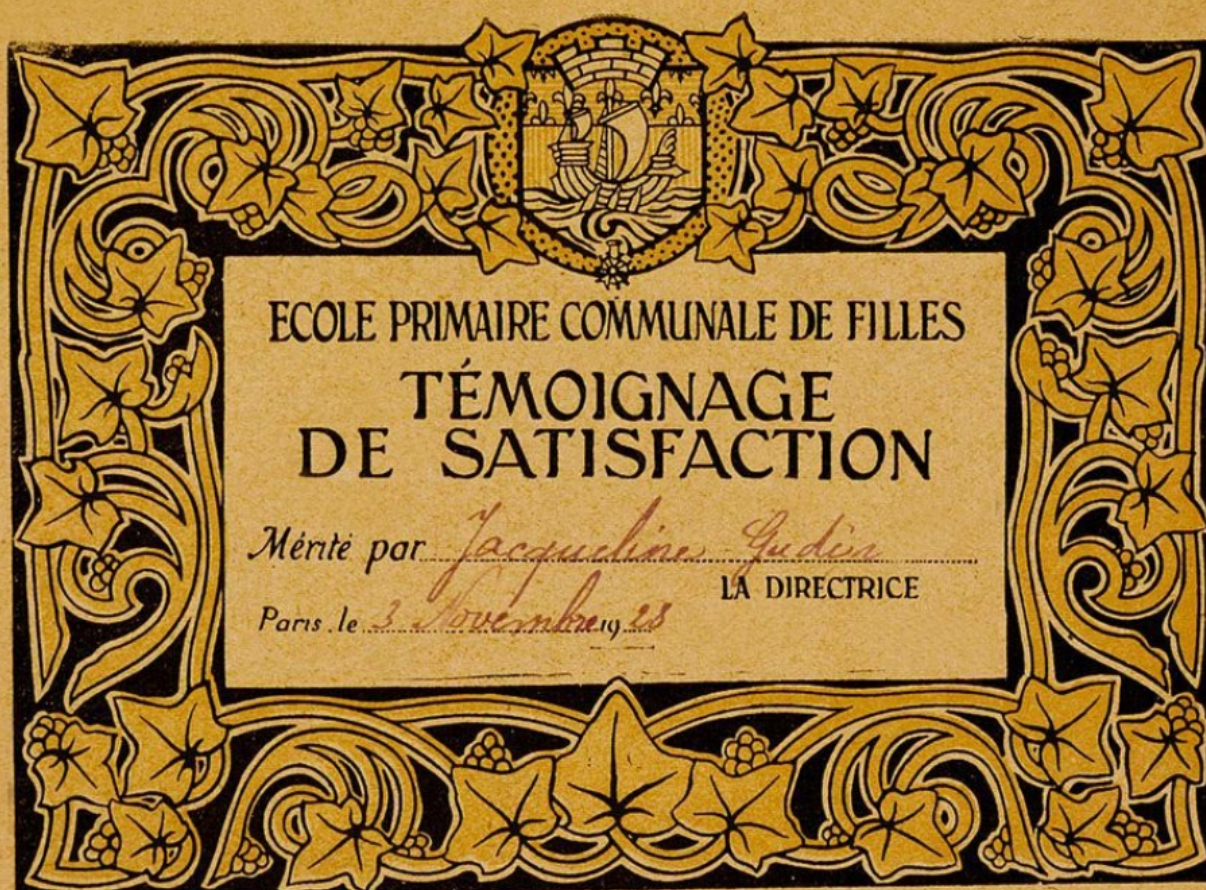 ECOLE PRIMAIRE COMMUNALE DE FILLES
TÉMOIGNAGE
DE SATISFACTION
Mérité par Jacqueline Gudin
LA DIRECTRICE
Paris, le 3 Novembre 1928